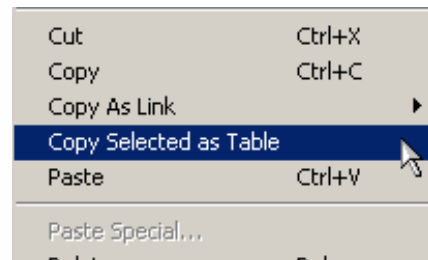 Cut Ctrl+X
Copy Ctrl+C
Copy As Link
Copy Selected as Table
Paste Ctrl+V
Paste Special...